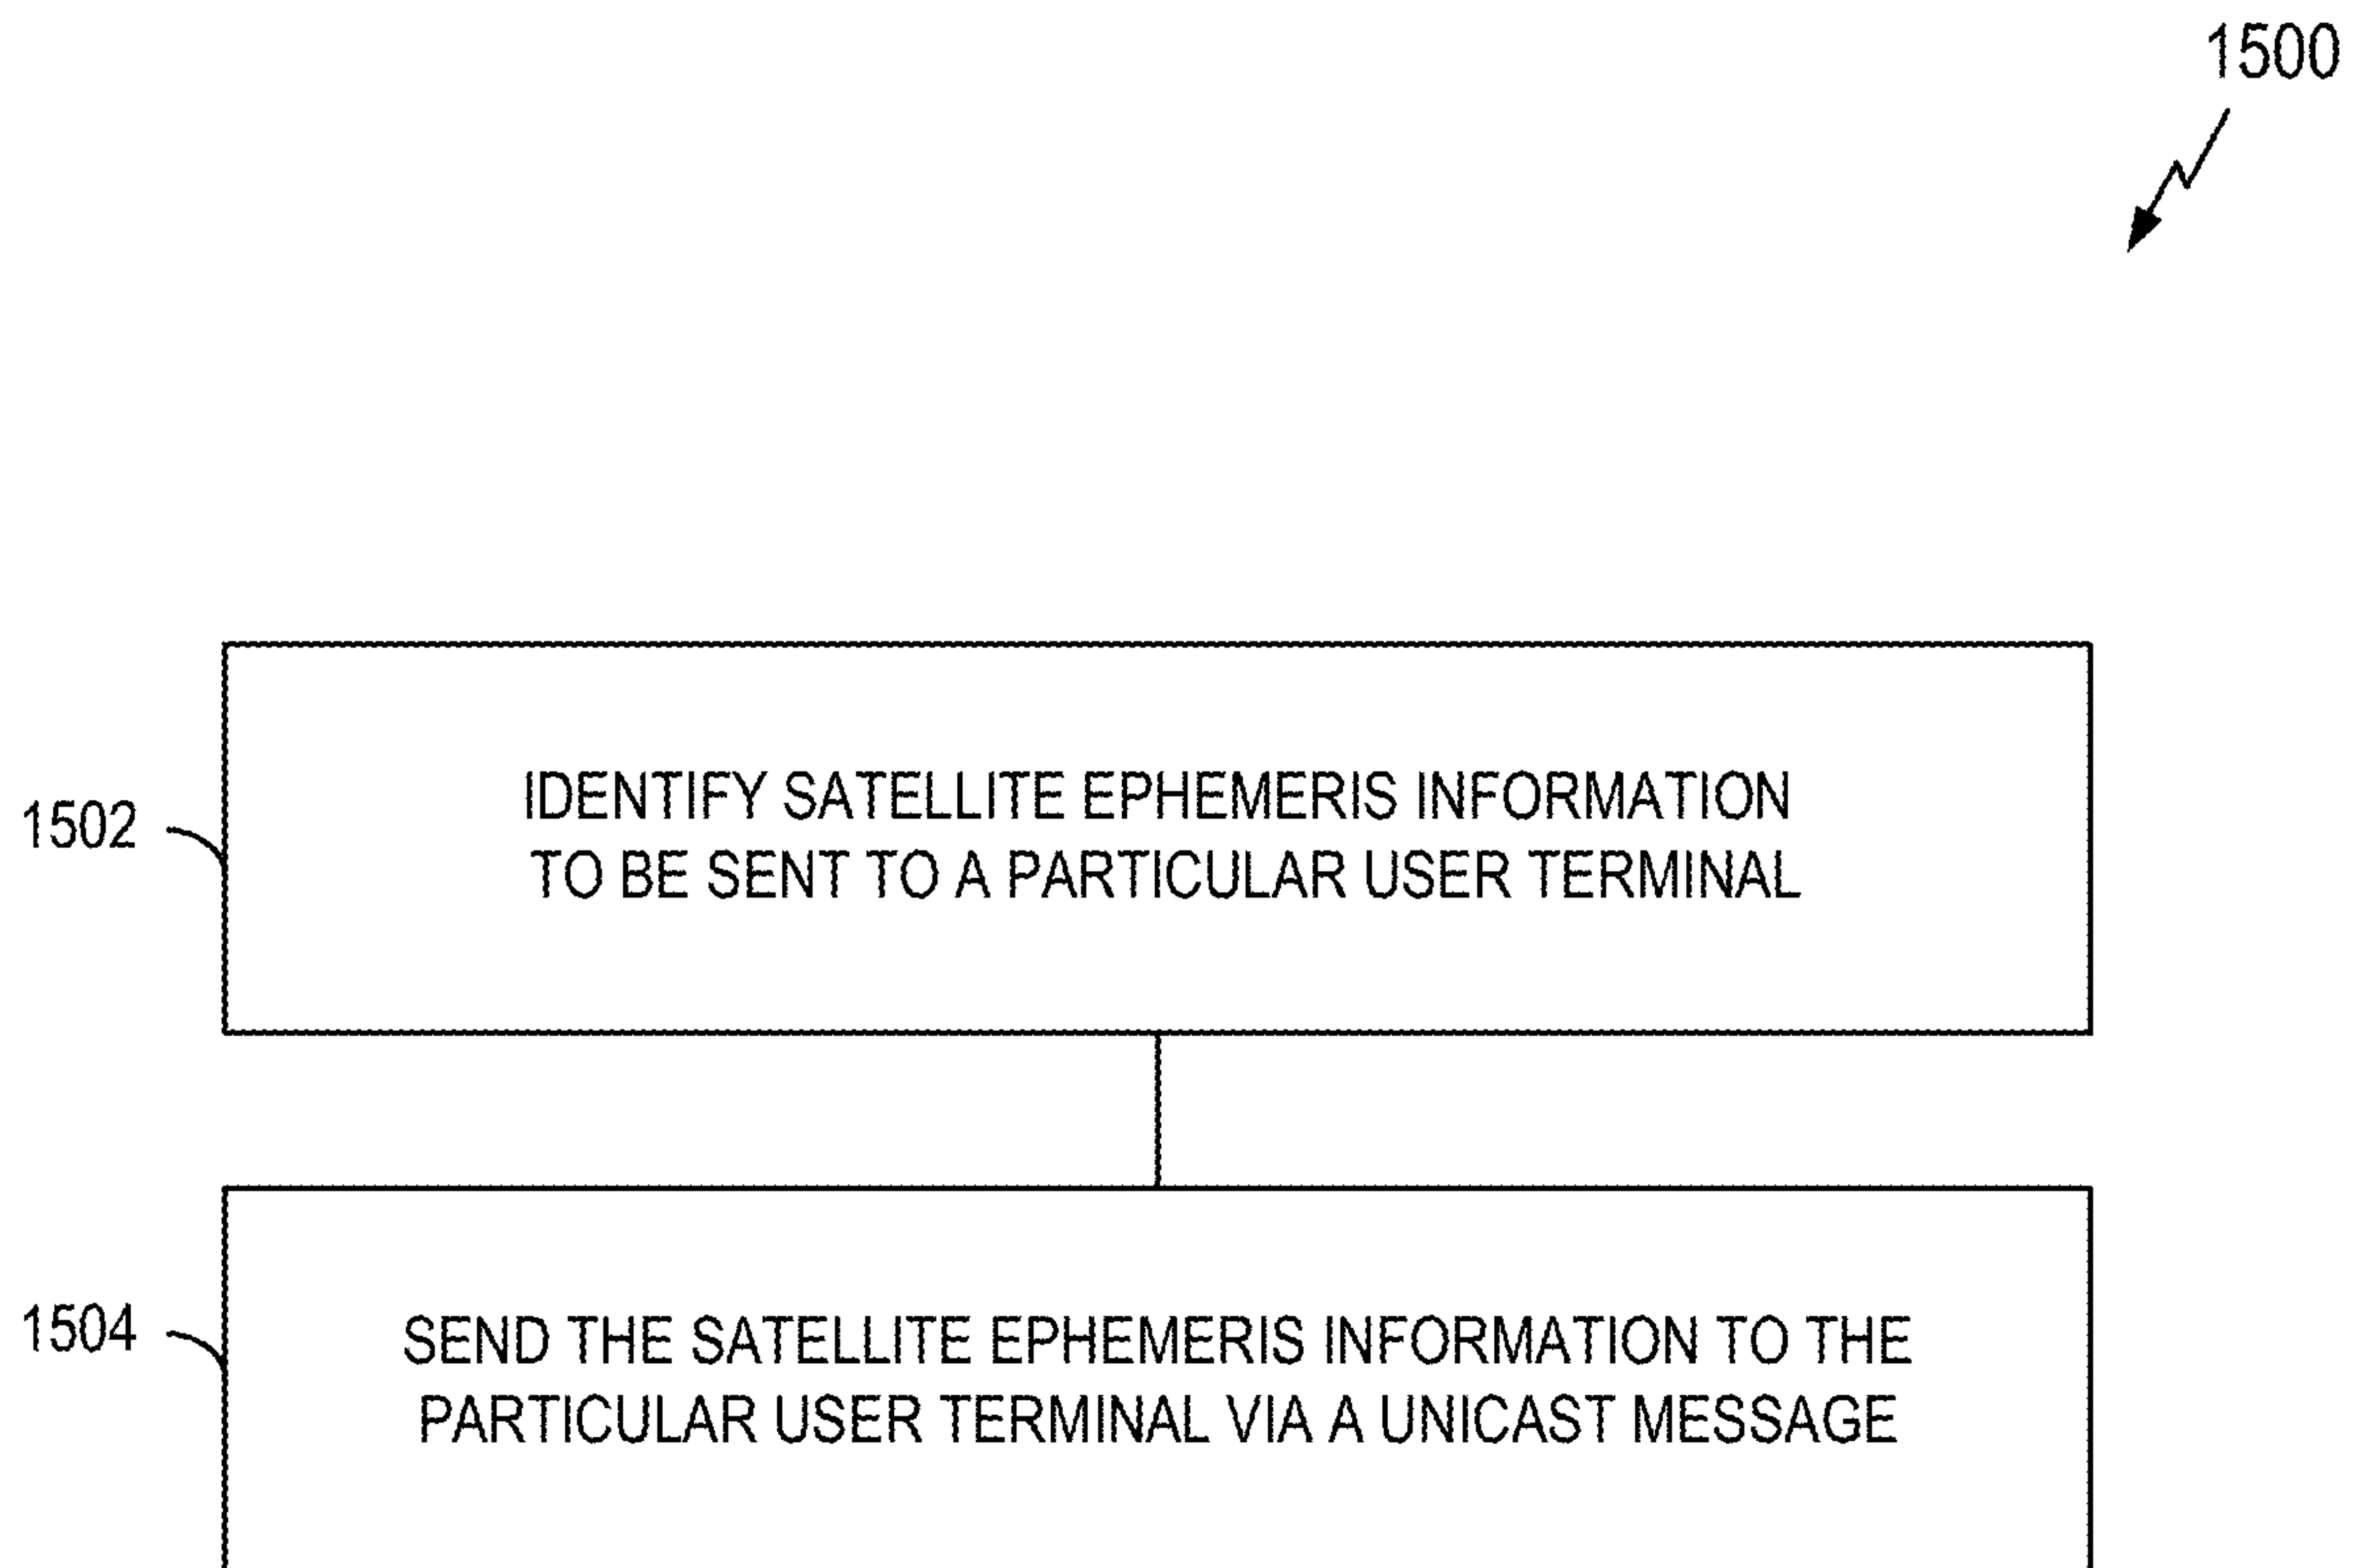 1500
1502
IDENTIFY SATELLITE EPHEMERIS INFORMATION
TO BE SENT TO A PARTICULAR USER TERMINAL
1504
SEND THE SATELLITE EPHEMERIS INFORMATION TO THE
PARTICULAR USER TERMINAL VIA A UNICAST MESSAGE